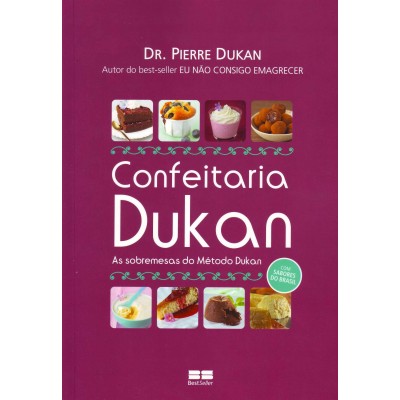 DR. PIERRE DUKAN
Autor do best-seller EU NÃO CONSIGO EMAGRECER
Confeitaria
Dukan
As sobremesas do Método Dukan
COM
SABORES
DO BRASIL
BestSeller